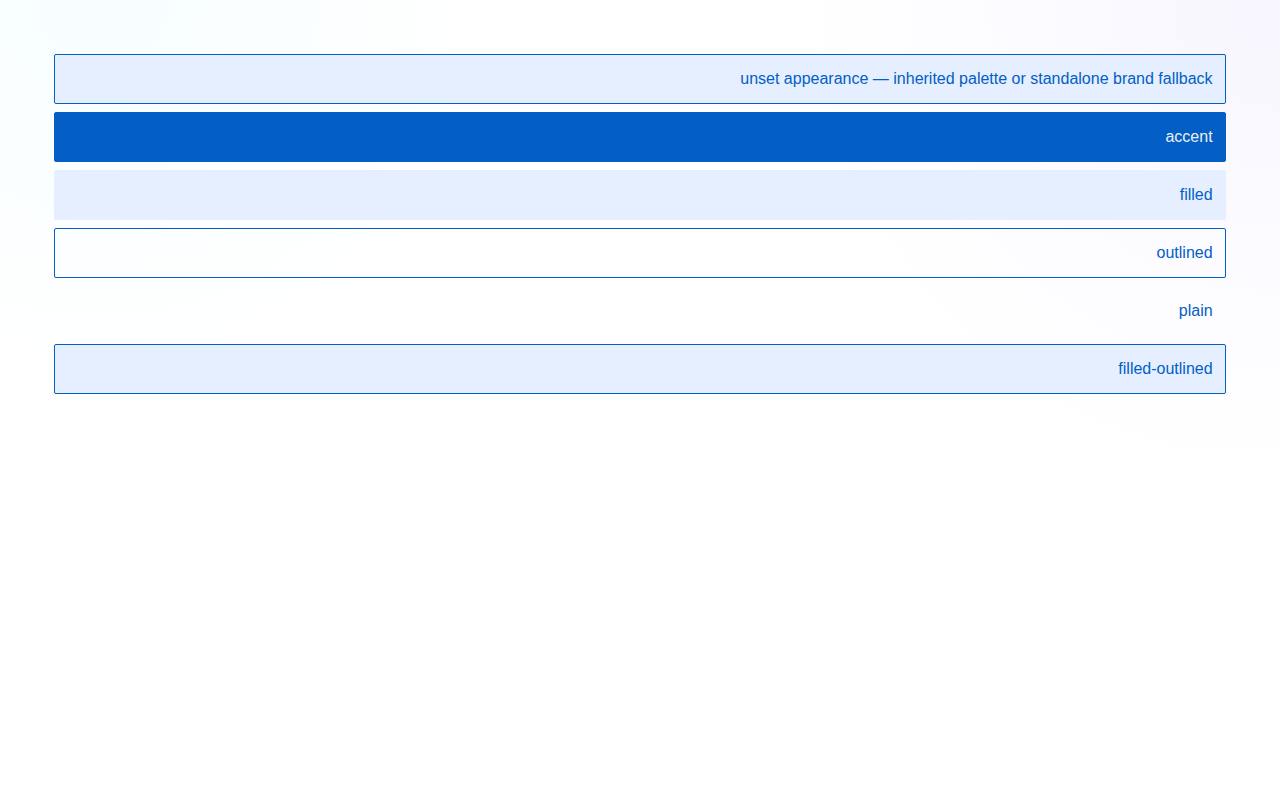 unset appearance — inherited palette or standalone brand fallback
accent
filled
outlined
plain
filled-outlined